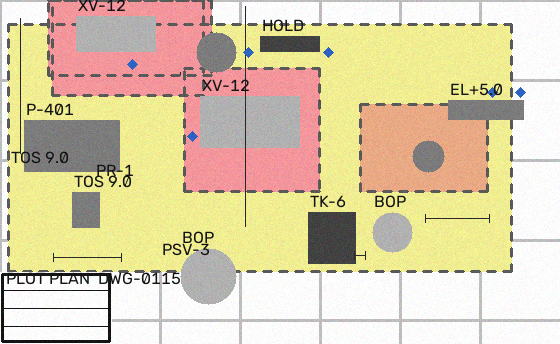 XV-12
HOLD
XV-12
EL+5.0
P-401
TOS 9.0
PR-1
TOS 9.0
TK-6
BOP
BOP
PSV-3
PLOT PLAN DWG-0115